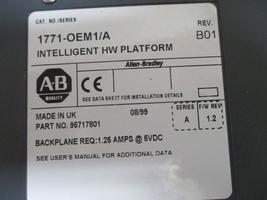 CAT. NO. /SERIES
1771-OEM1/A
REV.
B01
INTELLIGENT HW PLATFORM
Allen-Bradley
A-B
QUALITY
SEE DATA SHEET FOR INSTALLATION DETAILS
MADE IN UK
08/99
PART NO. 95717801
SERIES
F/W REV
A
1.2
BACKPLANE REQ:1.25 AMPS @ 5VDC
SEE USER'S MANUAL FOR ADDITIONAL DATA